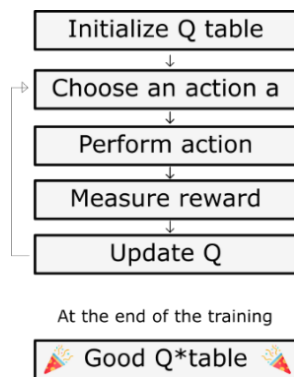 Initialize Q table
Choose an action a
Perform action
Measure reward
Update Q
At the end of the training
Good Q*table